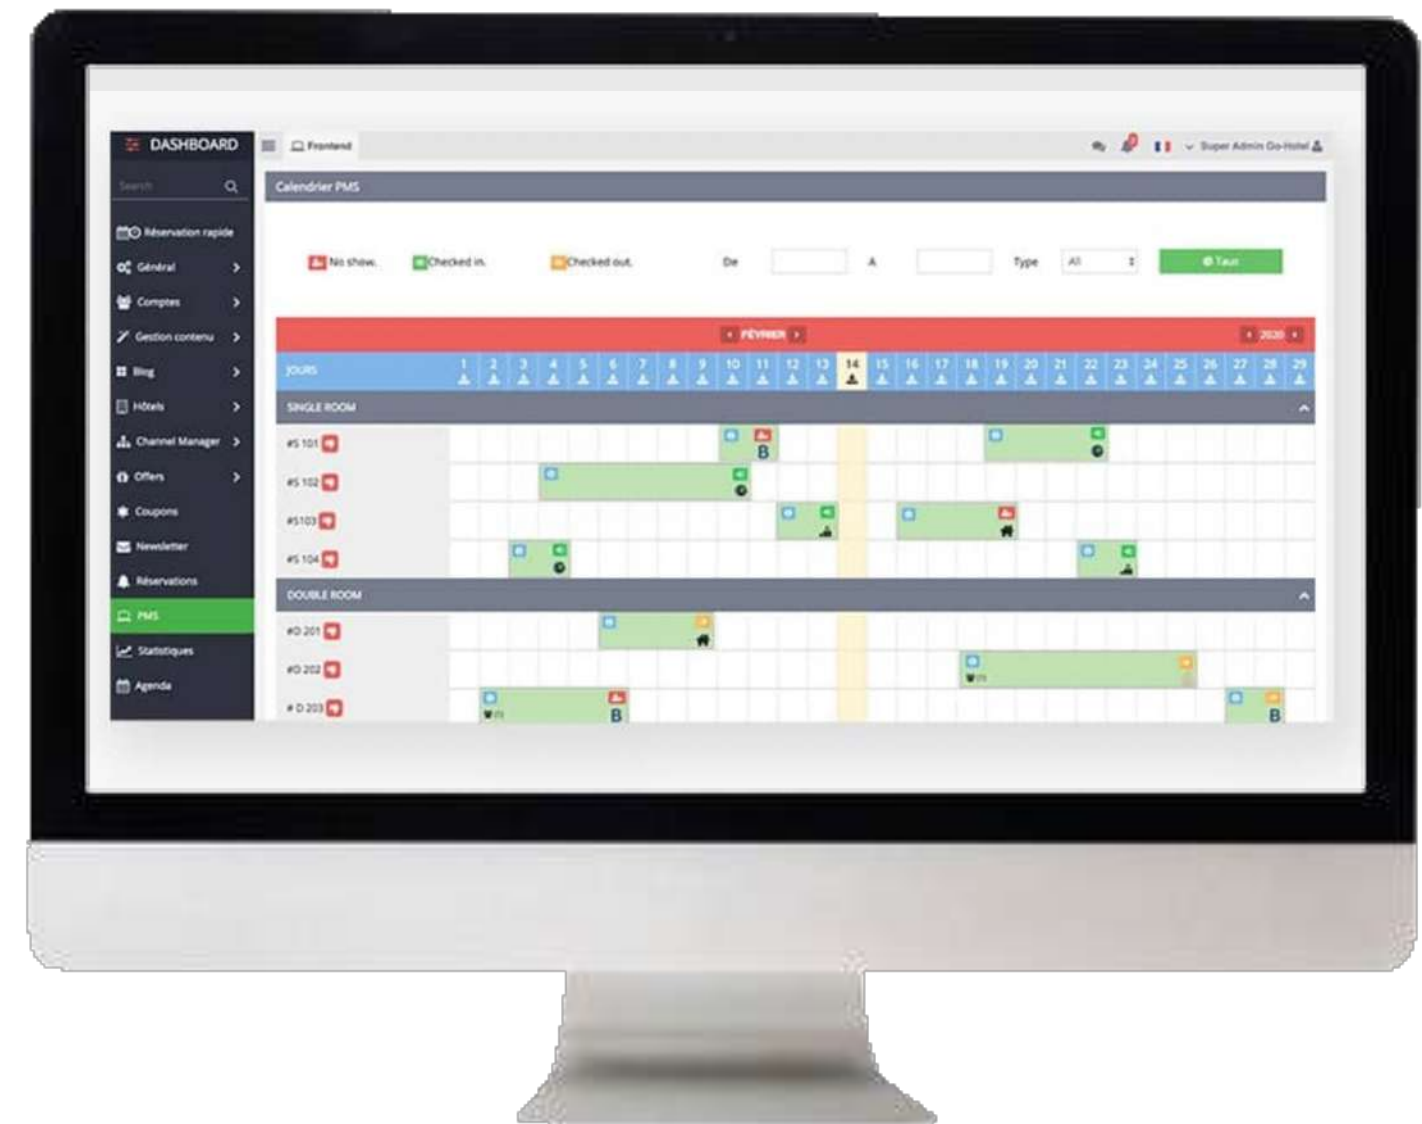 DASHBOARD
Frontend
Super Admin Go-Hotel
Search
Calendrier PMS
Réservation rapide
Général
Comptes
Gestion contenu
Blog
Hôtels
Channel Manager
Offers
Coupons
Newsletter
Réservations
PMS
Statistiques
Agenda
No show.
Checked in.
Checked out.
De
A
Type
All
Taux
FÉVRIER
2020
JOURS
1 2 3 4 5 6 7 8 9 10 11 12 13 14 15 16 17 18 19 20 21 22 23 24 25 26 27 28 29
SINGLE ROOM
#S 101
B
#S 102
#S103
#S 104
DOUBLE ROOM
#D 201
#D 202
(1)
# D 203
(1)
B
B